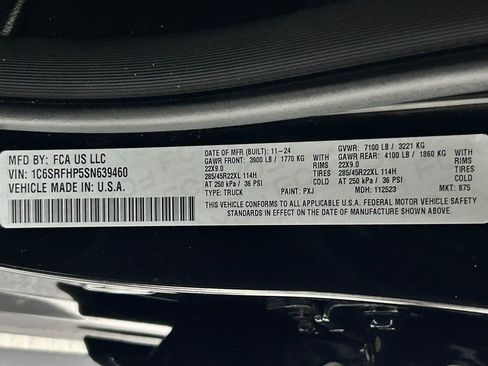 MFD BY: FCA US LLC
VIN: 1C6SRFHP5SN639460
VEHICLE MADE IN U.S.A.
DATE OF MFR (BUILT): 11-24 GVWR: 7100 LB / 3221 KG
GAWR FRONT: 3900 LB / 1770 KG GAWR REAR: 4100 LB / 1860 KG
22X9.0 RIMS 22X9.0 RIMS
285/45R22XL 114H TIRES 285/45R22XL 114H TIRES
AT 250 kPa / 36 PSI COLD AT 250 kPa / 36 PSI COLD
TYPE: TRUCK PAINT: PXJ MDH: 112523 MKT: 875
THIS VEHICLE CONFORMS TO ALL APPLICABLE U.S.A. FEDERAL MOTOR VEHICLE SAFETY
STANDARDS IN EFFECT ON THE DATE OF MANUFACTURE SHOWN ABOVE.